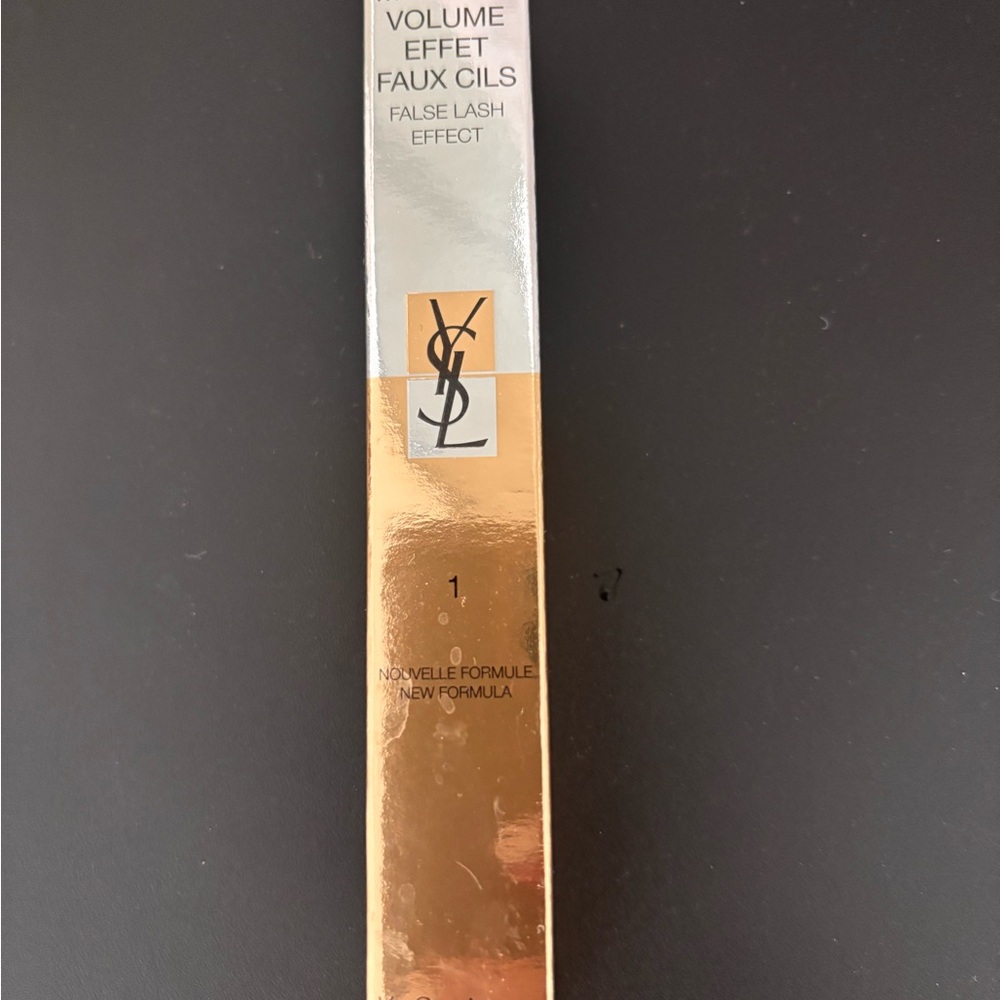 VOLUME
EFFET
FAUX CILS
FALSE LASH
EFFECT
YSL
1
NOUVELLE FORMULE
NEW FORMULA